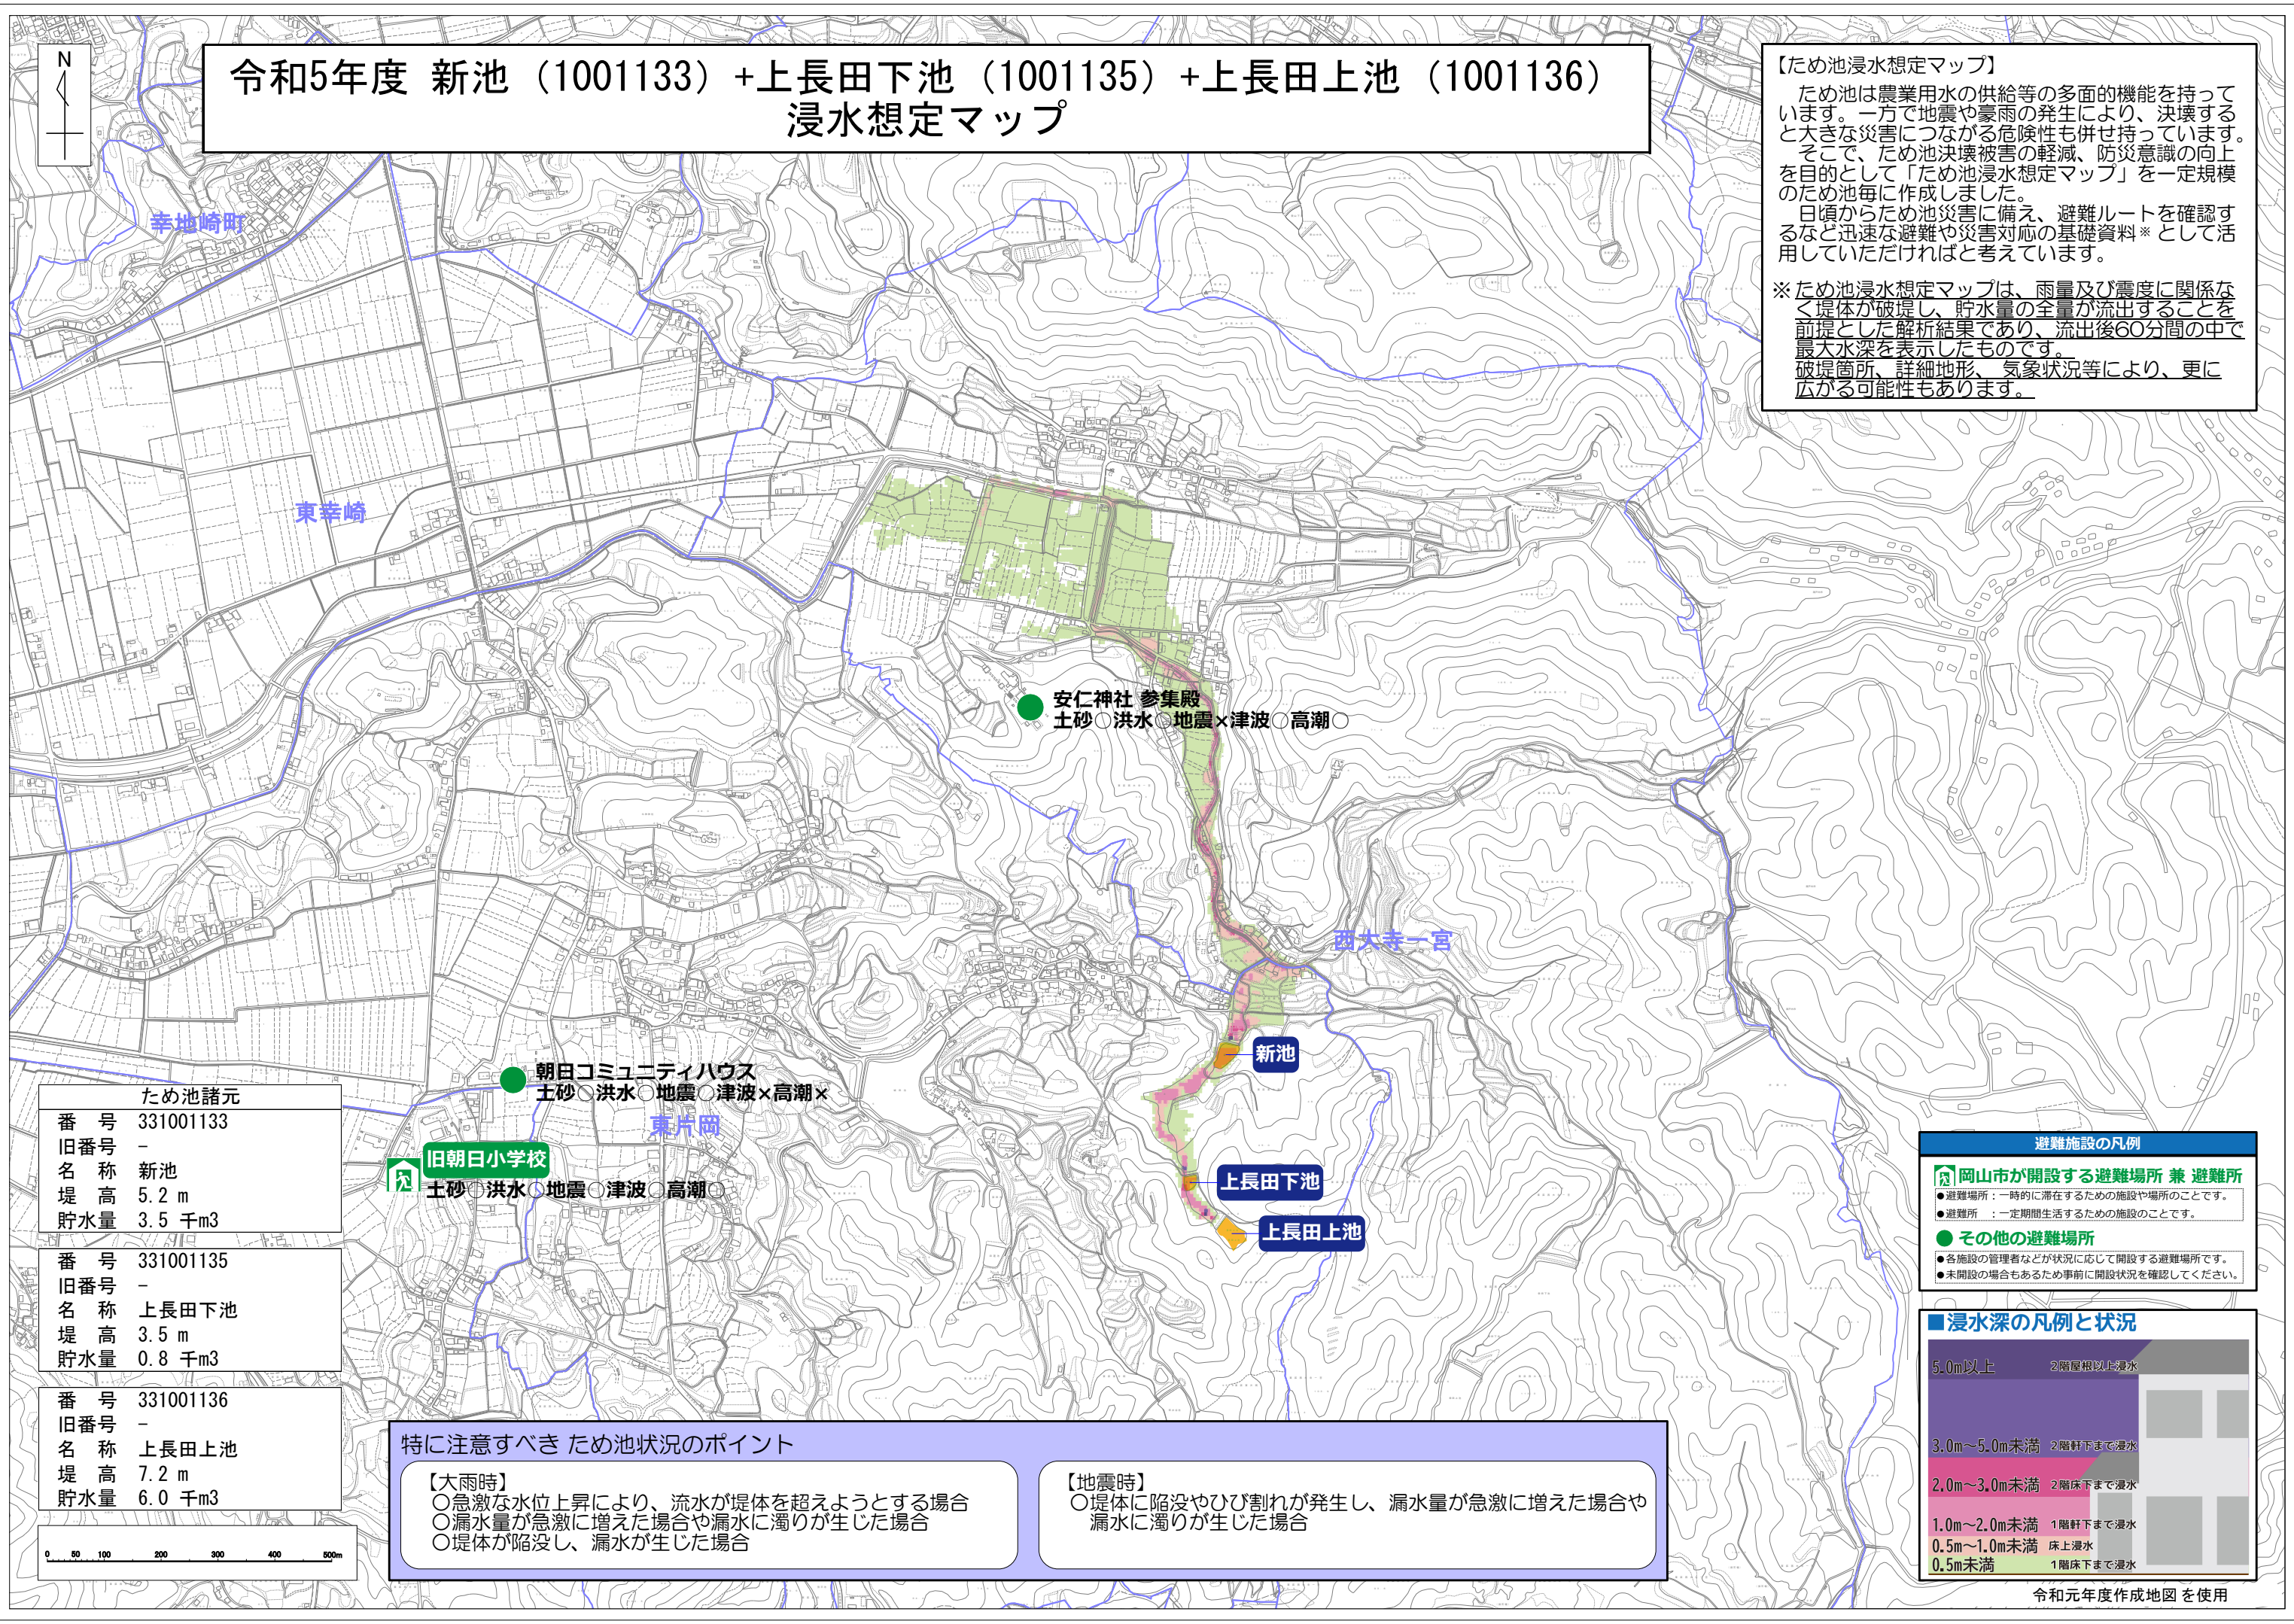 令和5年度 新池（1001133）+上長田下池（1001135）+上長田上池（1001136）
浸水想定マップ
N
【ため池浸水想定マップ】
ため池は農業用水の供給等の多面的機能を持って
います。一方で地震や豪雨の発生により、決壊する
と大きな災害につながる危険性も併せ持っています。
そこで、ため池決壊被害の軽減、防災意識の向上
を目的として「ため池浸水想定マップ」を一定規模
のため池毎に作成しました。
日頃からため池災害に備え、避難ルートを確認す
るなど迅速な避難や災害対応の基礎資料※として活
用していただければと考えています。
※ため池浸水想定マップは、雨量及び震度に関係な
く堤体が破堤し、貯水量の全量が流出することを
前提とした解析結果であり、流出後60分間の中で
最大水深を表示したものです。
破堤箇所、詳細地形、気象状況等により、更に
広がる可能性もあります。
幸地崎町
東幸崎
安仁神社 参集殿
土砂○洪水○地震×津波○高潮○
西大寺一宮
新池
朝日コミュニティハウス
土砂○洪水○地震○津波×高潮×
東片岡
旧朝日小学校
土砂○洪水○地震○津波○高潮○
上長田下池
上長田上池
ため池諸元
番 号 331001133
旧番号 -
名 称 新池
堤 高 5.2 m
貯水量 3.5 千m3
番 号 331001135
旧番号 -
名 称 上長田下池
堤 高 3.5 m
貯水量 0.8 千m3
番 号 331001136
旧番号 -
名 称 上長田上池
堤 高 7.2 m
貯水量 6.0 千m3
0 50 100 200 300 400 500m
特に注意すべき ため池状況のポイント
【大雨時】
○急激な水位上昇により、流水が堤体を超えようとする場合
○漏水量が急激に増えた場合や漏水に濁りが生じた場合
○堤体が陥没し、漏水が生じた場合
【地震時】
○堤体に陥没やひび割れが発生し、漏水量が急激に増えた場合や
漏水に濁りが生じた場合
避難施設の凡例
岡山市が開設する避難場所 兼 避難所
●避難場所：一時的に滞在するための施設や場所のことです。
●避難所 ：一定期間生活するための施設のことです。
● その他の避難場所
●各施設の管理者などが状況に応じて開設する避難場所です。
●未開設の場合もあるため事前に開設状況を確認してください。
■浸水深の凡例と状況
5.0m以上 2階屋根以上浸水
3.0m～5.0m未満 2階軒下まで浸水
2.0m～3.0m未満 2階床下まで浸水
1.0m～2.0m未満 1階軒下まで浸水
0.5m～1.0m未満 床上浸水
0.5m未満 1階床下まで浸水
令和元年度作成地図 を使用